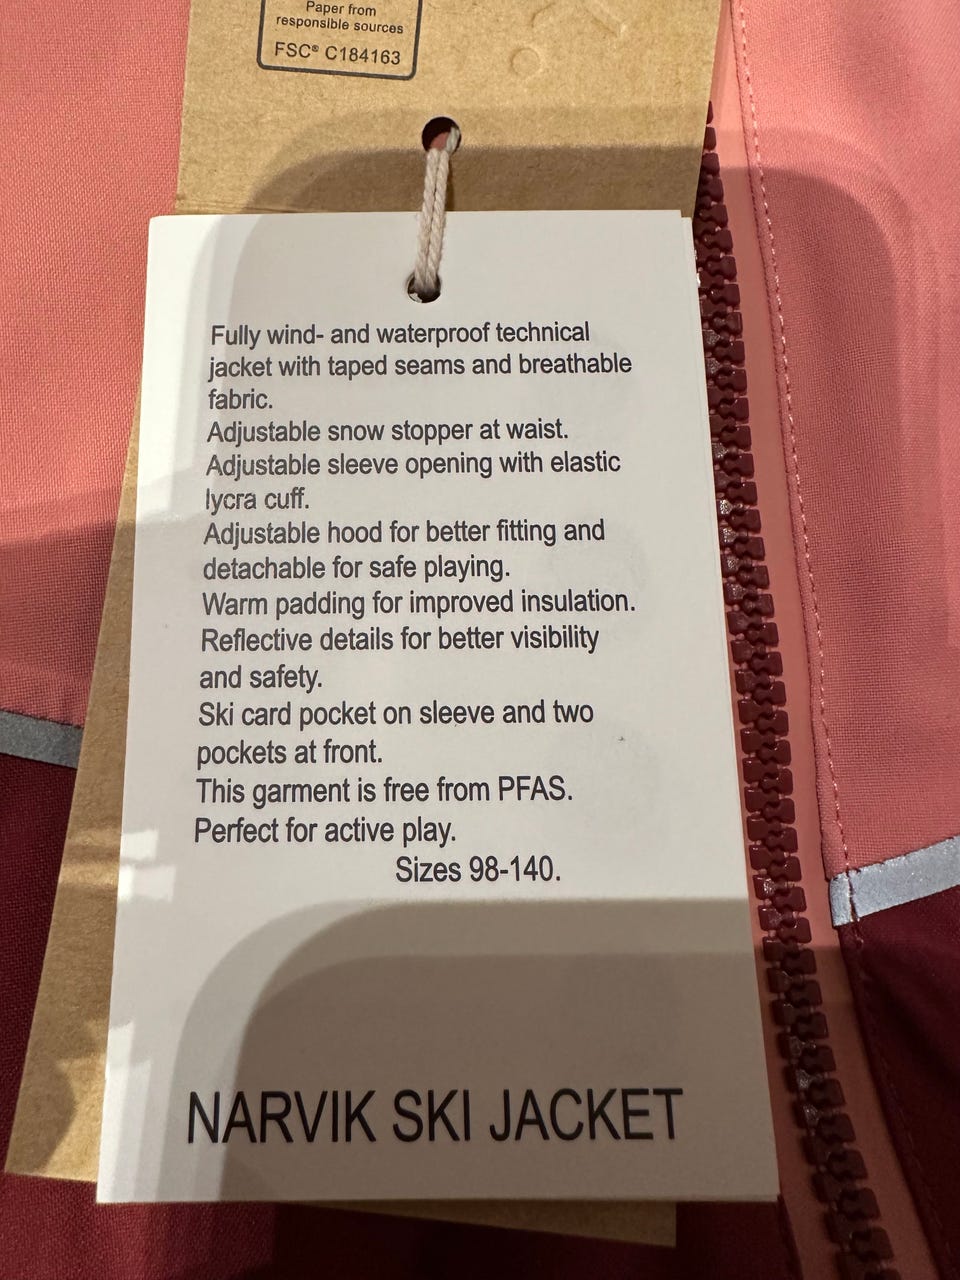 Paper from
responsible sources
FSC® C184163
Fully wind- and waterproof technical
jacket with taped seams and breathable
fabric.
Adjustable snow stopper at waist.
Adjustable sleeve opening with elastic
lycra cuff.
Adjustable hood for better fitting and
detachable for safe playing.
Warm padding for improved insulation.
Reflective details for better visibility
and safety.
Ski card pocket on sleeve and two
pockets at front.
This garment is free from PFAS.
Perfect for active play.
Sizes 98-140.
NARVIK SKI JACKET